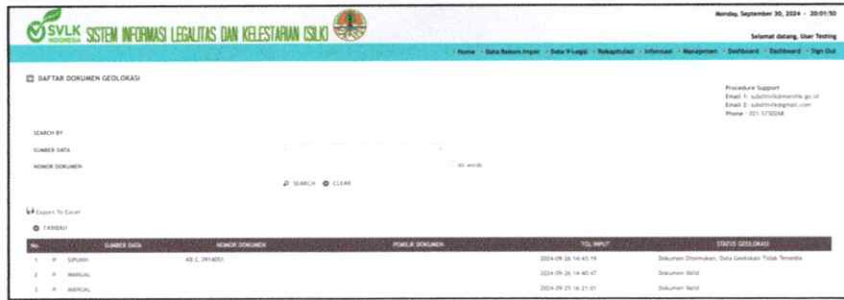 Monday, September 30, 2024 - 20:01:50
SVLK INDONESIA SISTEM INFORMASI LEGALITAS DAN KELESTARIAN (SILK)
Selamat datang, User Testing
Home - Data Rekom Impor - Data V-Legal - Rekapitulasi - Informasi - Manajemen - Dashboard - Dashboard - Sign Out
DAFTAR DOKUMEN GEOLOKASI
Procedure Support
Email 1:
Email 2:
Phone : 021-5730268
SEARCH BY
SUMBER DATA
NOMOR DOKUMEN
All words
SEARCH CLEAR
Export To Excel
TAMBAH
No. SUMBER DATA NOMOR DOKUMEN PEMILIK DOKUMEN TGL INPUT STATUS GEOLOKASI
1 P SIPUHH KB.C. 2024-09-26 14:43:19 Dokumen Ditemukan, Data Geolokasi Tidak Tersedia
2 P MANUAL 2024-09-26 14:40:47 Dokumen Valid
3 P MANUAL 2024-09-25 16:21:01 Dokumen Valid